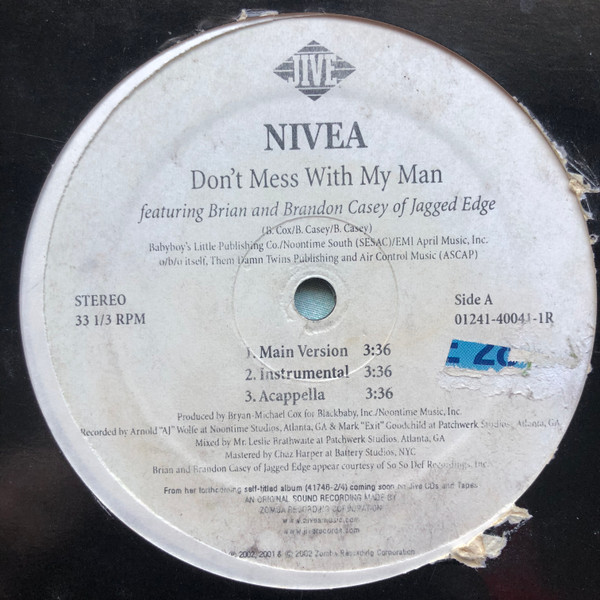 JIVE
NIVEA
Don't Mess With My Man
featuring Brian and Brandon Casey of Jagged Edge
(B. Cox/B. Casey/B. Casey)
Babyboy's Little Publishing Co./Noontime South (SESAC)/EMI April Music, Inc.
o/b/o itself, Them Damn Twins Publishing and Air Control Music (ASCAP)
STEREO
33 1/3 RPM
Side A
01241-40041-1R
1. Main Version 3:36
2. Instrumental 3:36
3. Acappella 3:36
Produced by Bryan-Michael Cox for Blackbaby, Inc./Noontime Music, Inc.
Recorded by Arnold "AJ" Wolfe at Noontime Studios, Atlanta, GA & Mark "Exit" Goodchild at Patchwerk Studios, Atlanta, GA
Mixed by Mr. Leslie Brathwaite at Patchwerk Studios, Atlanta, GA
Mastered by Chaz Harper at Battery Studios, NYC
Brian and Brandon Casey of Jagged Edge appear courtesy of So So Def Recordings, Inc.
From her forthcoming self-titled album (41746-2/4) coming soon on Jive CDs and Tapes
AN ORIGINAL SOUND RECORDING MADE BY
ZOMBA RECORDING CORPORATION
www.jiverecords.com
℗ 2002, 2001 & © 2002 Zomba Recording Corporation